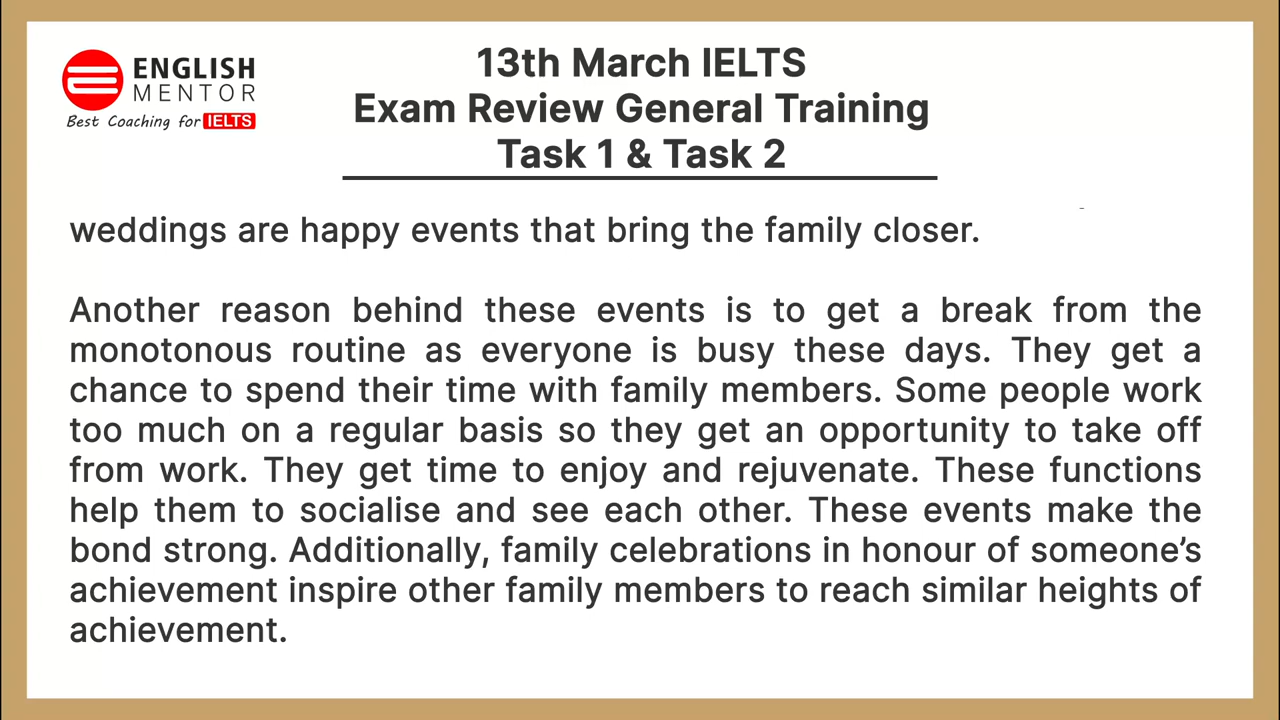 ENGLISH
MENTOR
Best Coaching for IELTS
13th March IELTS
Exam Review General Training
Task 1 & Task 2
weddings are happy events that bring the family closer.
Another reason behind these events is to get a break from the
monotonous routine as everyone is busy these days. They get a
chance to spend their time with family members. Some people work
too much on a regular basis so they get an opportunity to take off
from work. They get time to enjoy and rejuvenate. These functions
help them to socialise and see each other. These events make the
bond strong. Additionally, family celebrations in honour of someone’s
achievement inspire other family members to reach similar heights of
achievement.